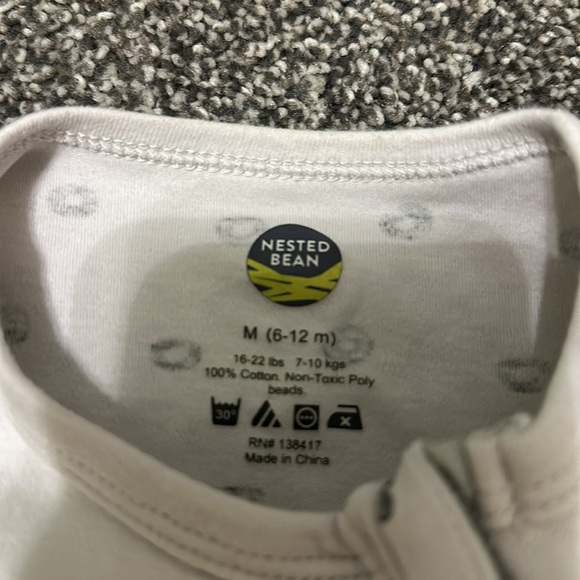 NESTED
BEAN
M (6-12 m)
16-22 lbs 7-10 kgs
100% Cotton. Non-Toxic Poly
beads.
30°
RN# 138417
Made in China